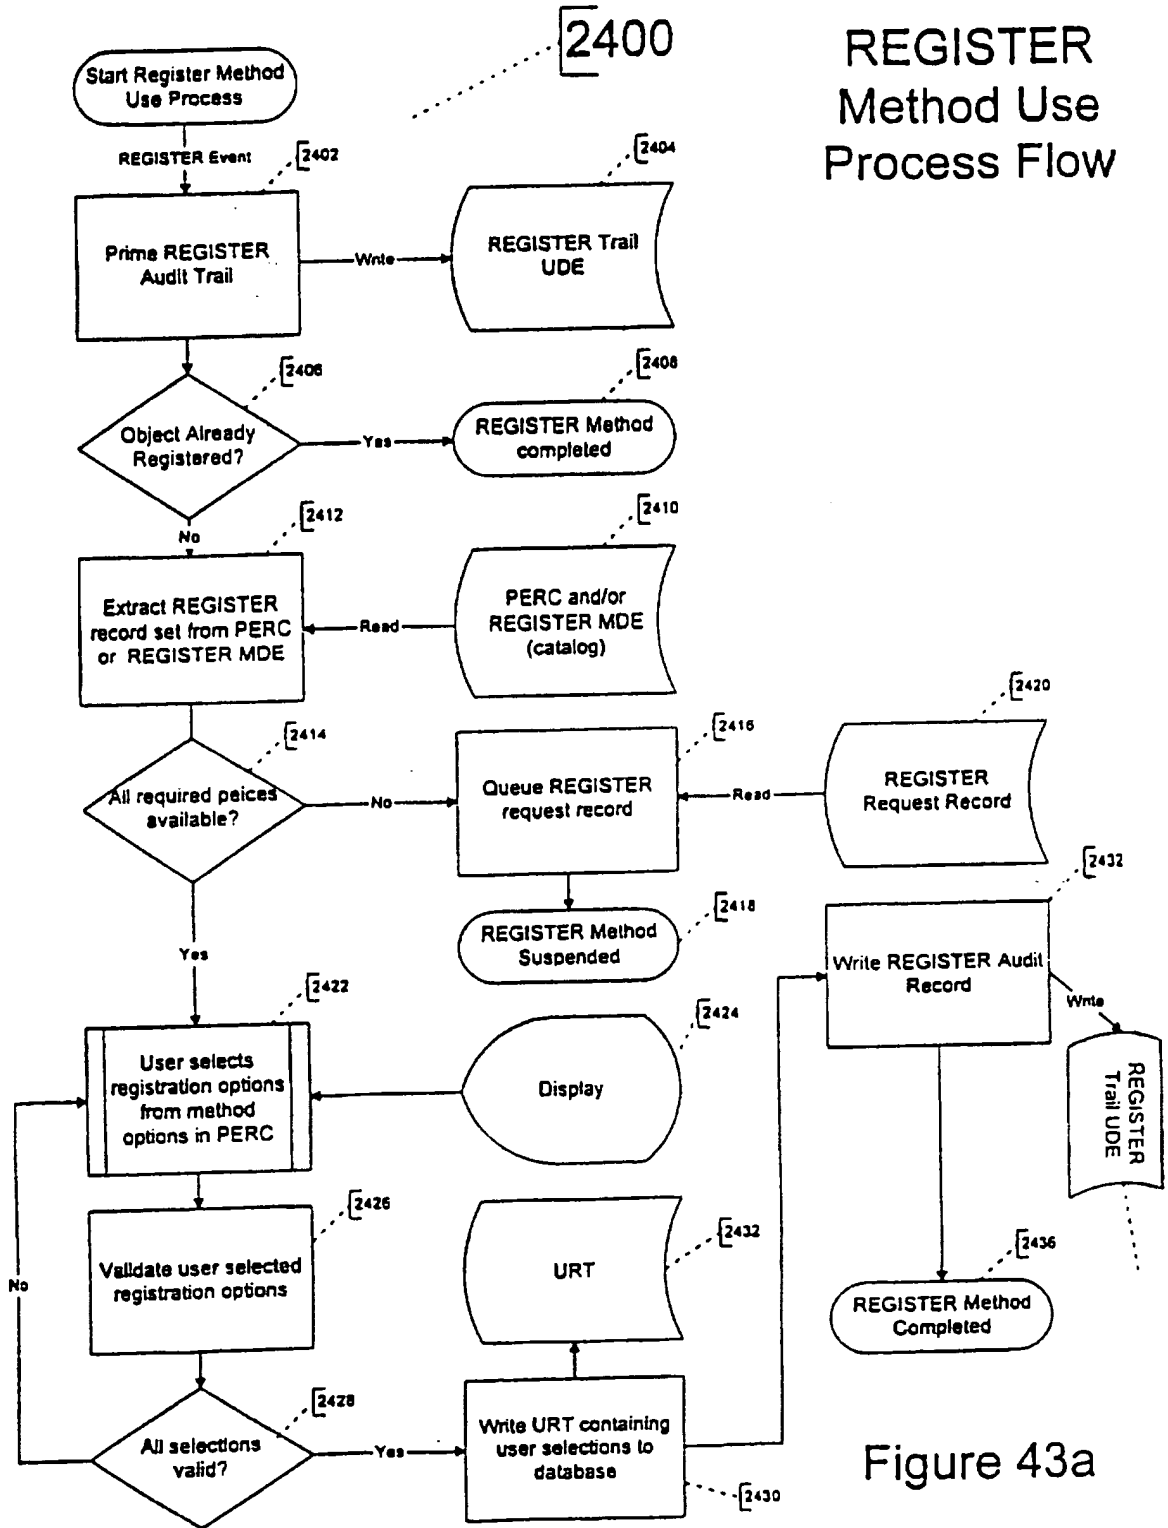 2400
REGISTER
Method Use
Process Flow
Start Register Method
Use Process
REGISTER Event
2402
2404
Prime REGISTER
Audit Trail
Write
REGISTER Trail
UDE
2406
2408
Object Already
Registered?
Yes
REGISTER Method
completed
No
2412
2410
Extract REGISTER
record set from PERC
or REGISTER MDE
Read
PERC and/or
REGISTER MDE
(catalog)
2414
2416
2420
All required peices
available?
No
Queue REGISTER
request record
Read
REGISTER
Request Record
2418
REGISTER Method
Suspended
2432
Write REGISTER Audit
Record
Write
REGISTER
Trail UDE
Yes
2422
2424
User selects
registration options
from method
options in PERC
Display
2426
Validate user selected
registration options
No
2432
URT
2436
REGISTER Method
Completed
2428
All selections
valid?
Yes
Write URT containing
user selections to
database
2430
Figure 43a